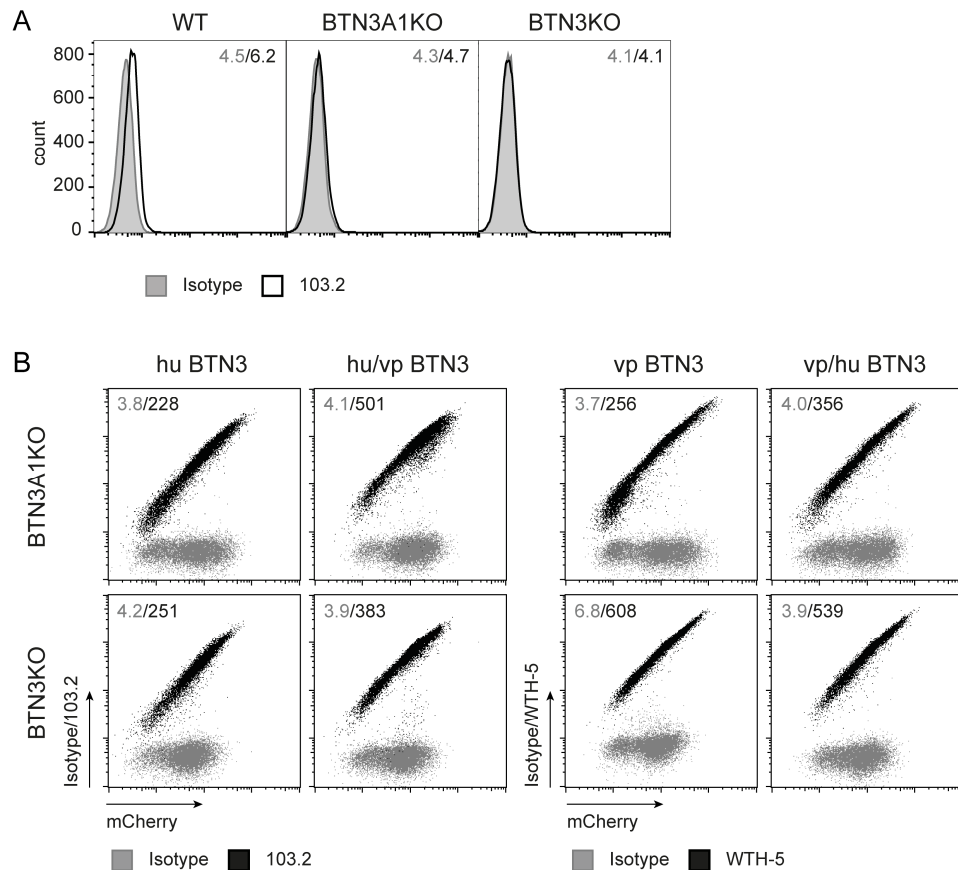 A
WT
BTN3A1KO
BTN3KO
800
600
400
200
0
count
4.5/6.2
4.3/4.7
4.1/4.1
Isotype
103.2
B
hu BTN3
hu/vp BTN3
vp BTN3
vp/hu BTN3
BTN3A1KO
3.8/228
4.1/501
3.7/256
4.0/356
BTN3KO
4.2/251
3.9/383
6.8/608
3.9/539
Isotype/103.2
Isotype/WTH-5
mCherry
mCherry
Isotype
103.2
Isotype
WTH-5